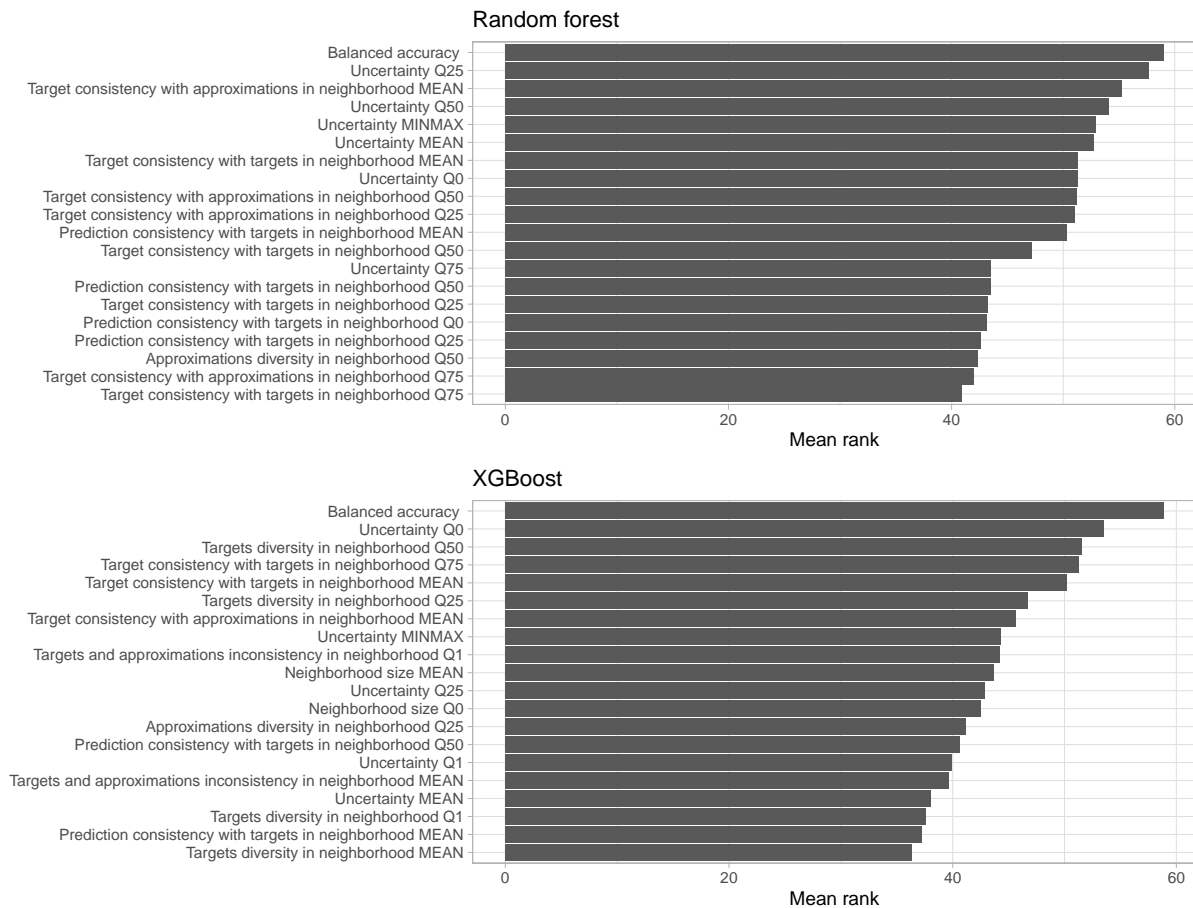 Random forest
Balanced accuracy
Uncertainty Q25
Target consistency with approximations in neighborhood MEAN
Uncertainty Q50
Uncertainty MINMAX
Uncertainty MEAN
Target consistency with targets in neighborhood MEAN
Uncertainty Q0
Target consistency with approximations in neighborhood Q50
Target consistency with approximations in neighborhood Q25
Prediction consistency with targets in neighborhood MEAN
Target consistency with targets in neighborhood Q50
Uncertainty Q75
Prediction consistency with targets in neighborhood Q50
Target consistency with targets in neighborhood Q25
Prediction consistency with targets in neighborhood Q0
Prediction consistency with targets in neighborhood Q25
Approximations diversity in neighborhood Q50
Target consistency with approximations in neighborhood Q75
Target consistency with targets in neighborhood Q75
0 20 40 60
Mean rank
XGBoost
Balanced accuracy
Uncertainty Q0
Targets diversity in neighborhood Q50
Target consistency with targets in neighborhood Q75
Target consistency with targets in neighborhood MEAN
Targets diversity in neighborhood Q25
Target consistency with approximations in neighborhood MEAN
Uncertainty MINMAX
Targets and approximations inconsistency in neighborhood Q1
Neighborhood size MEAN
Uncertainty Q25
Neighborhood size Q0
Approximations diversity in neighborhood Q25
Prediction consistency with targets in neighborhood Q50
Uncertainty Q1
Targets and approximations inconsistency in neighborhood MEAN
Uncertainty MEAN
Targets diversity in neighborhood Q1
Prediction consistency with targets in neighborhood MEAN
Targets diversity in neighborhood MEAN
0 20 40 60
Mean rank